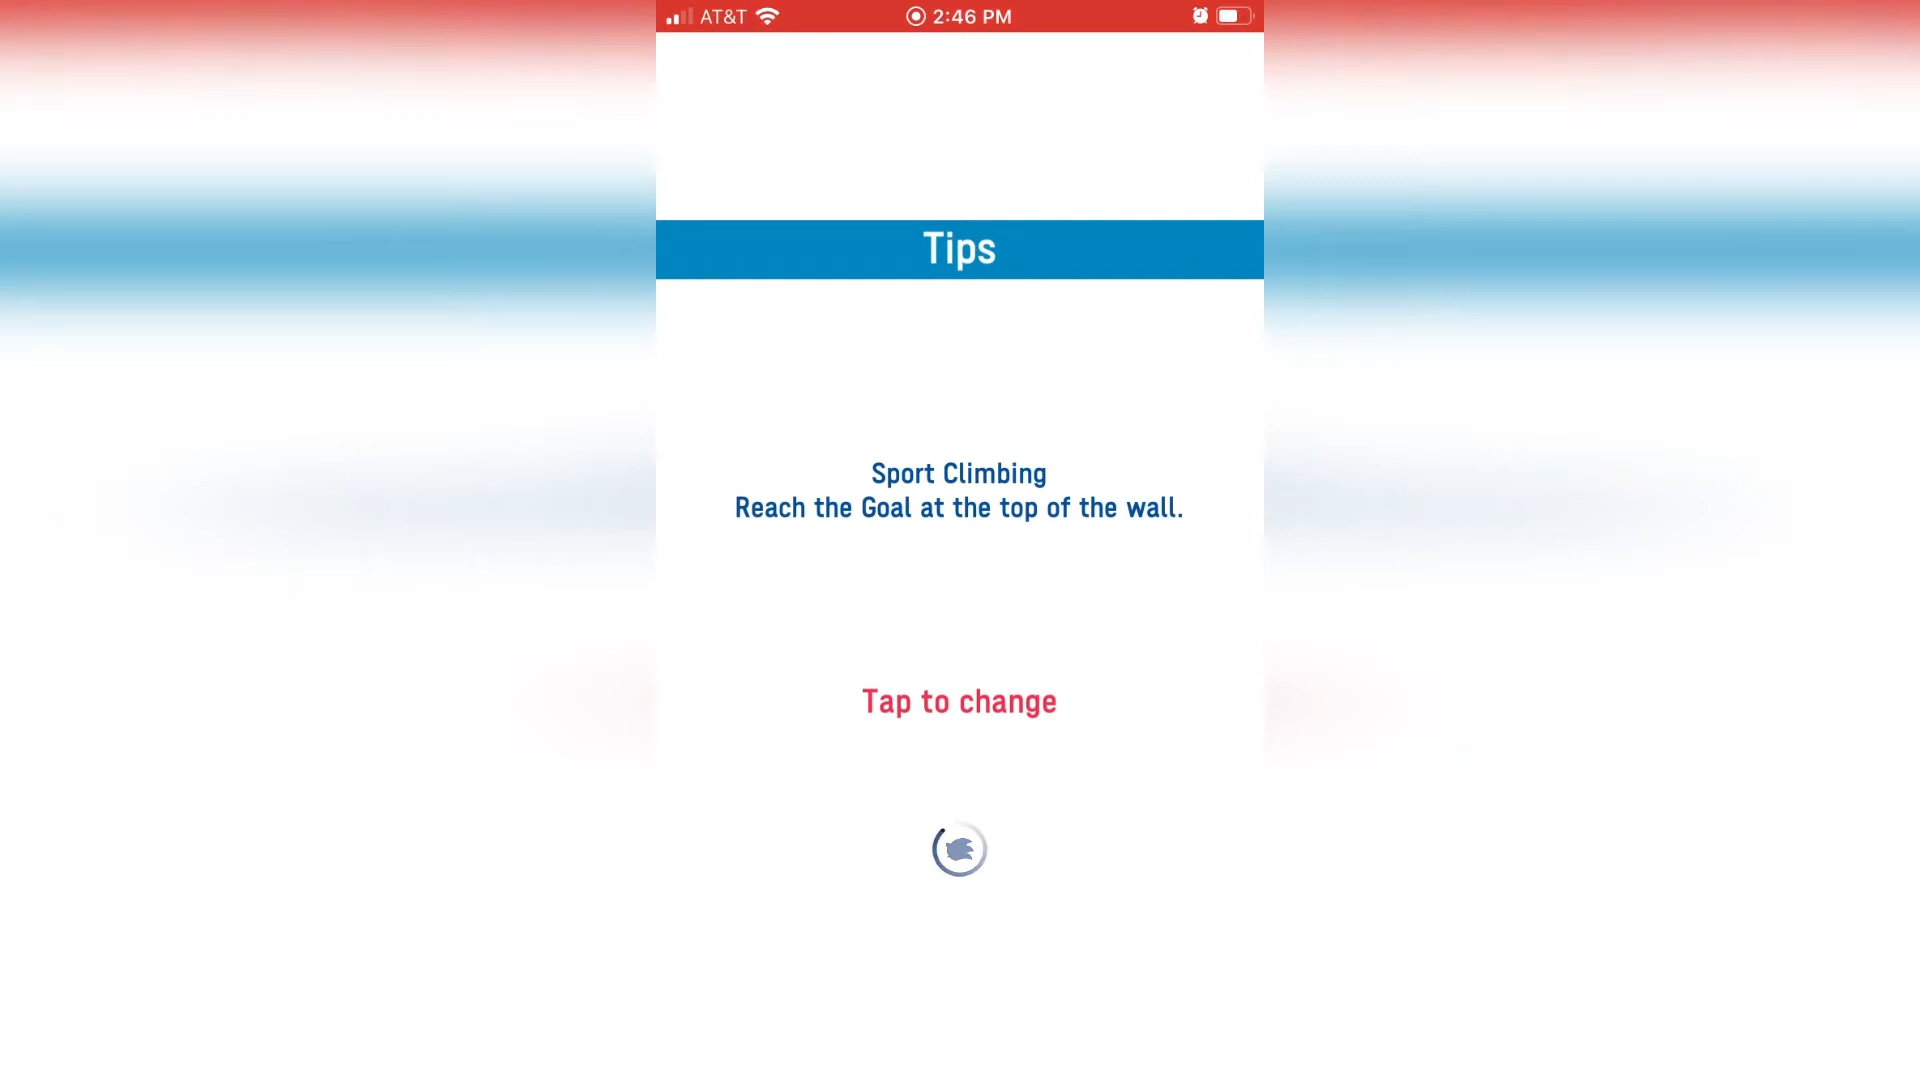 AT&T 2:46 PM
Tips
Sport Climbing
Reach the Goal at the top of the wall.
Tap to change